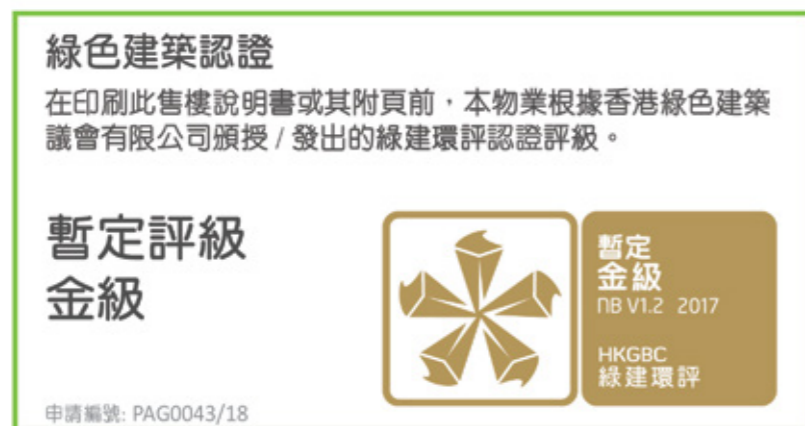 綠色建築認證
在印刷此售樓說明書或其附頁前，本物業根據香港綠色建築
議會有限公司頒授 / 發出的綠建環評認證評級。
暫定評級
金級
暫定
金級
NB V1.2 2017
HKGBC
綠建環評
申請編號: PAG0043/18